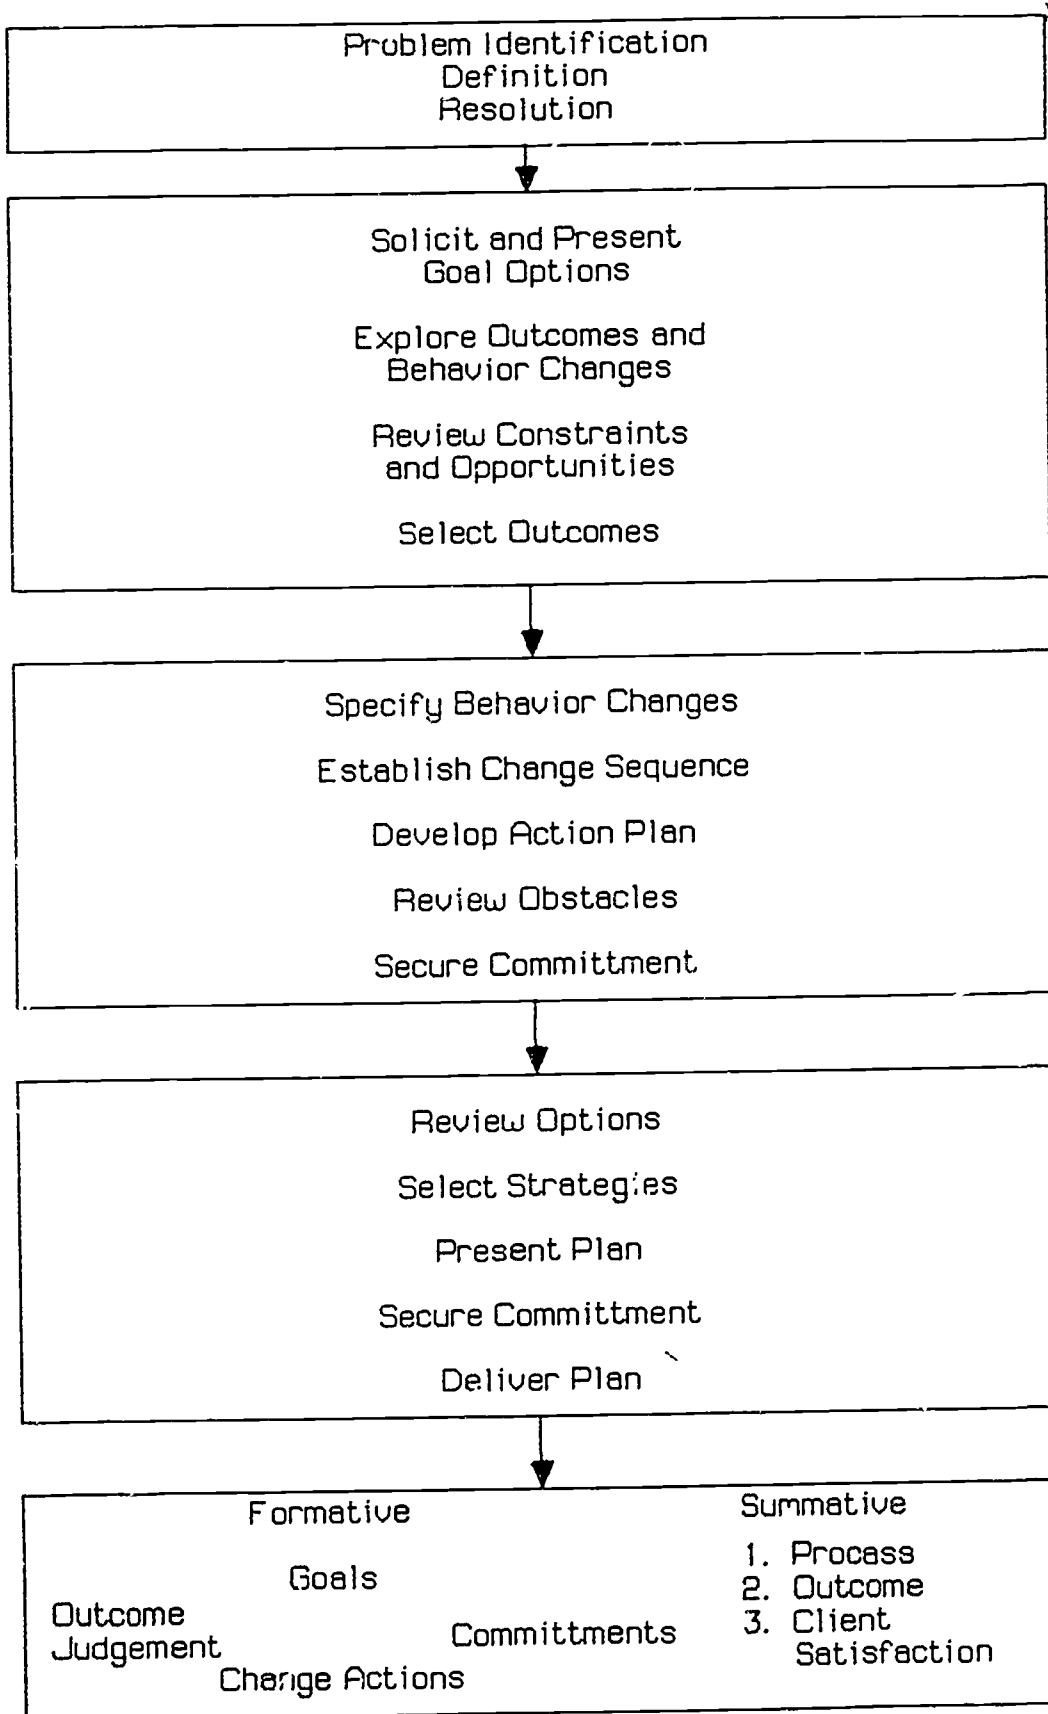 Problem Identification
Definition
Resolution
Solicit and Present
Goal Options
Explore Outcomes and
Behavior Changes
Review Constraints
and Opportunities
Select Outcomes
Specify Behavior Changes
Establish Change Sequence
Develop Action Plan
Review Obstacles
Secure Committment
Review Options
Select Strategies
Present Plan
Secure Committment
Deliver Plan
Formative
Goals
Outcome
Judgement
Committments
Change Actions
Summative
1. Process
2. Outcome
3. Client
Satisfaction